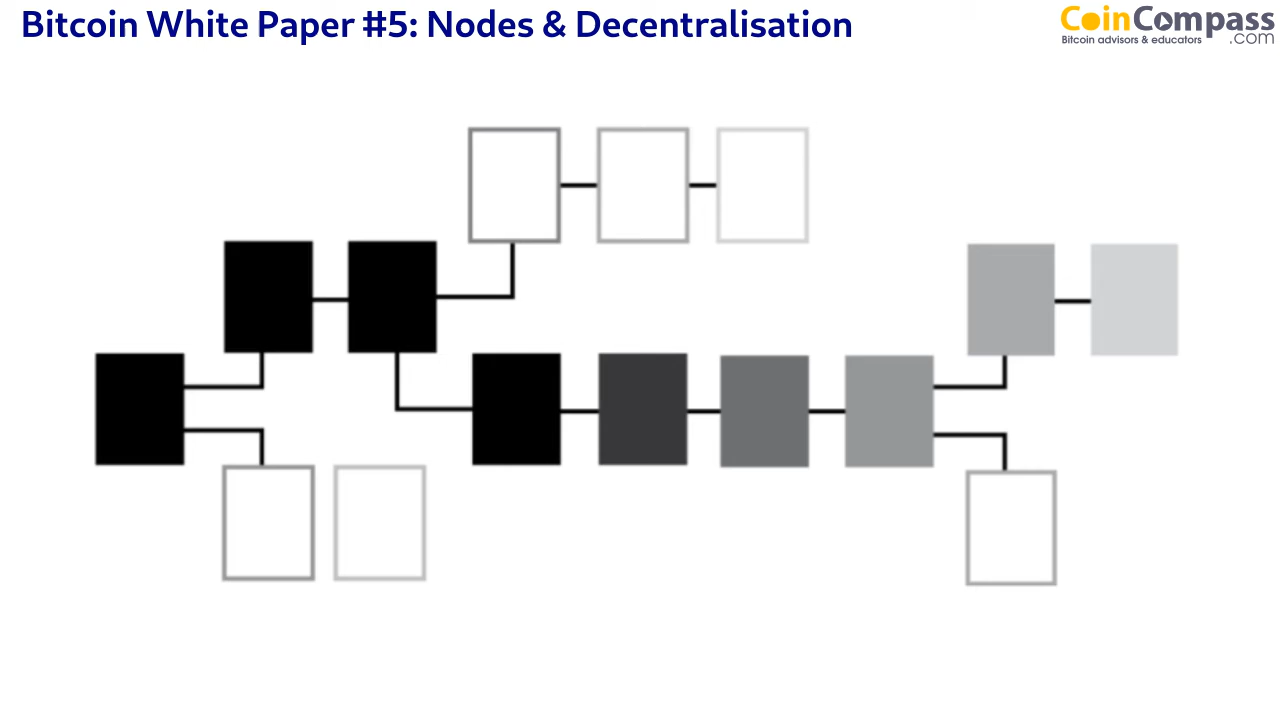 Bitcoin White Paper #5: Nodes & Decentralisation
CoinCompass
Bitcoin advisors & educators
.com